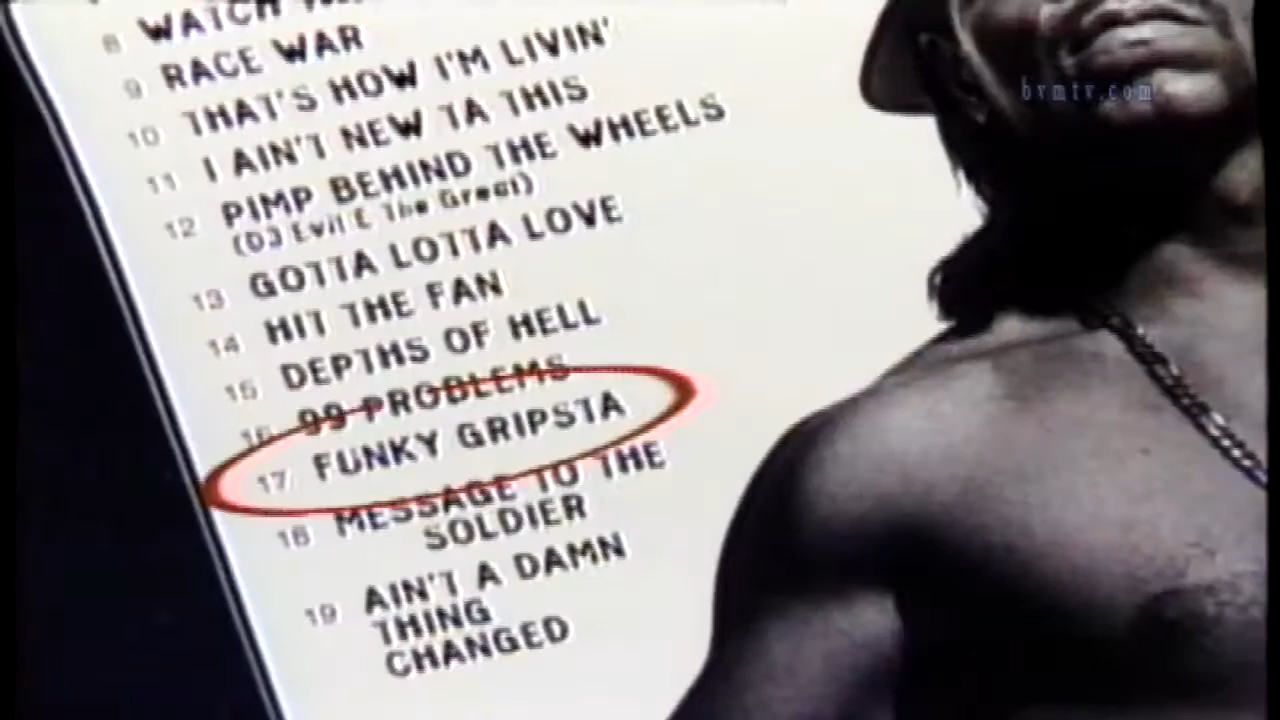 8 WATCH
9 RACE WAR
10 THAT'S HOW I'M LIVIN'
11 I AIN'T NEW TA THIS
12 PIMP BEHIND THE WHEELS
(DJ Evil E The Great)
13 GOTTA LOTTA LOVE
14 HIT THE FAN
15 DEPTHS OF HELL
16 99 PROBLEMS
17 FUNKY GRIPSTA
18 MESSAGE TO THE
SOLDIER
19 AIN'T A DAMN
THING
CHANGED
bvmtv.com